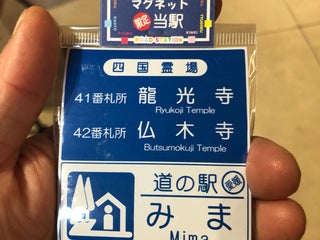 マグネット
限定 当駅
ROAD STATION
四国霊場
41番札所 龍光寺
Ryukoji Temple
42番札所 仏木寺
Butsumokuji Temple
道の駅 愛媛
みま
Mima